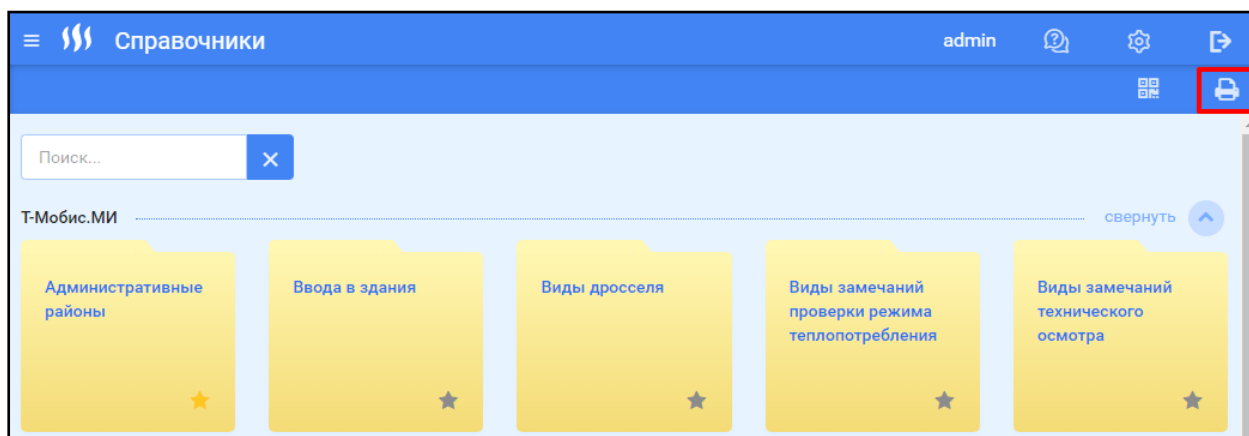 Справочники
admin
Поиск...
Т-Мобис.МИ
свернуть
Административные
районы
Ввода в здания
Виды дросселя
Виды замечаний
проверки режима
теплопотребления
Виды замечаний
технического
осмотра